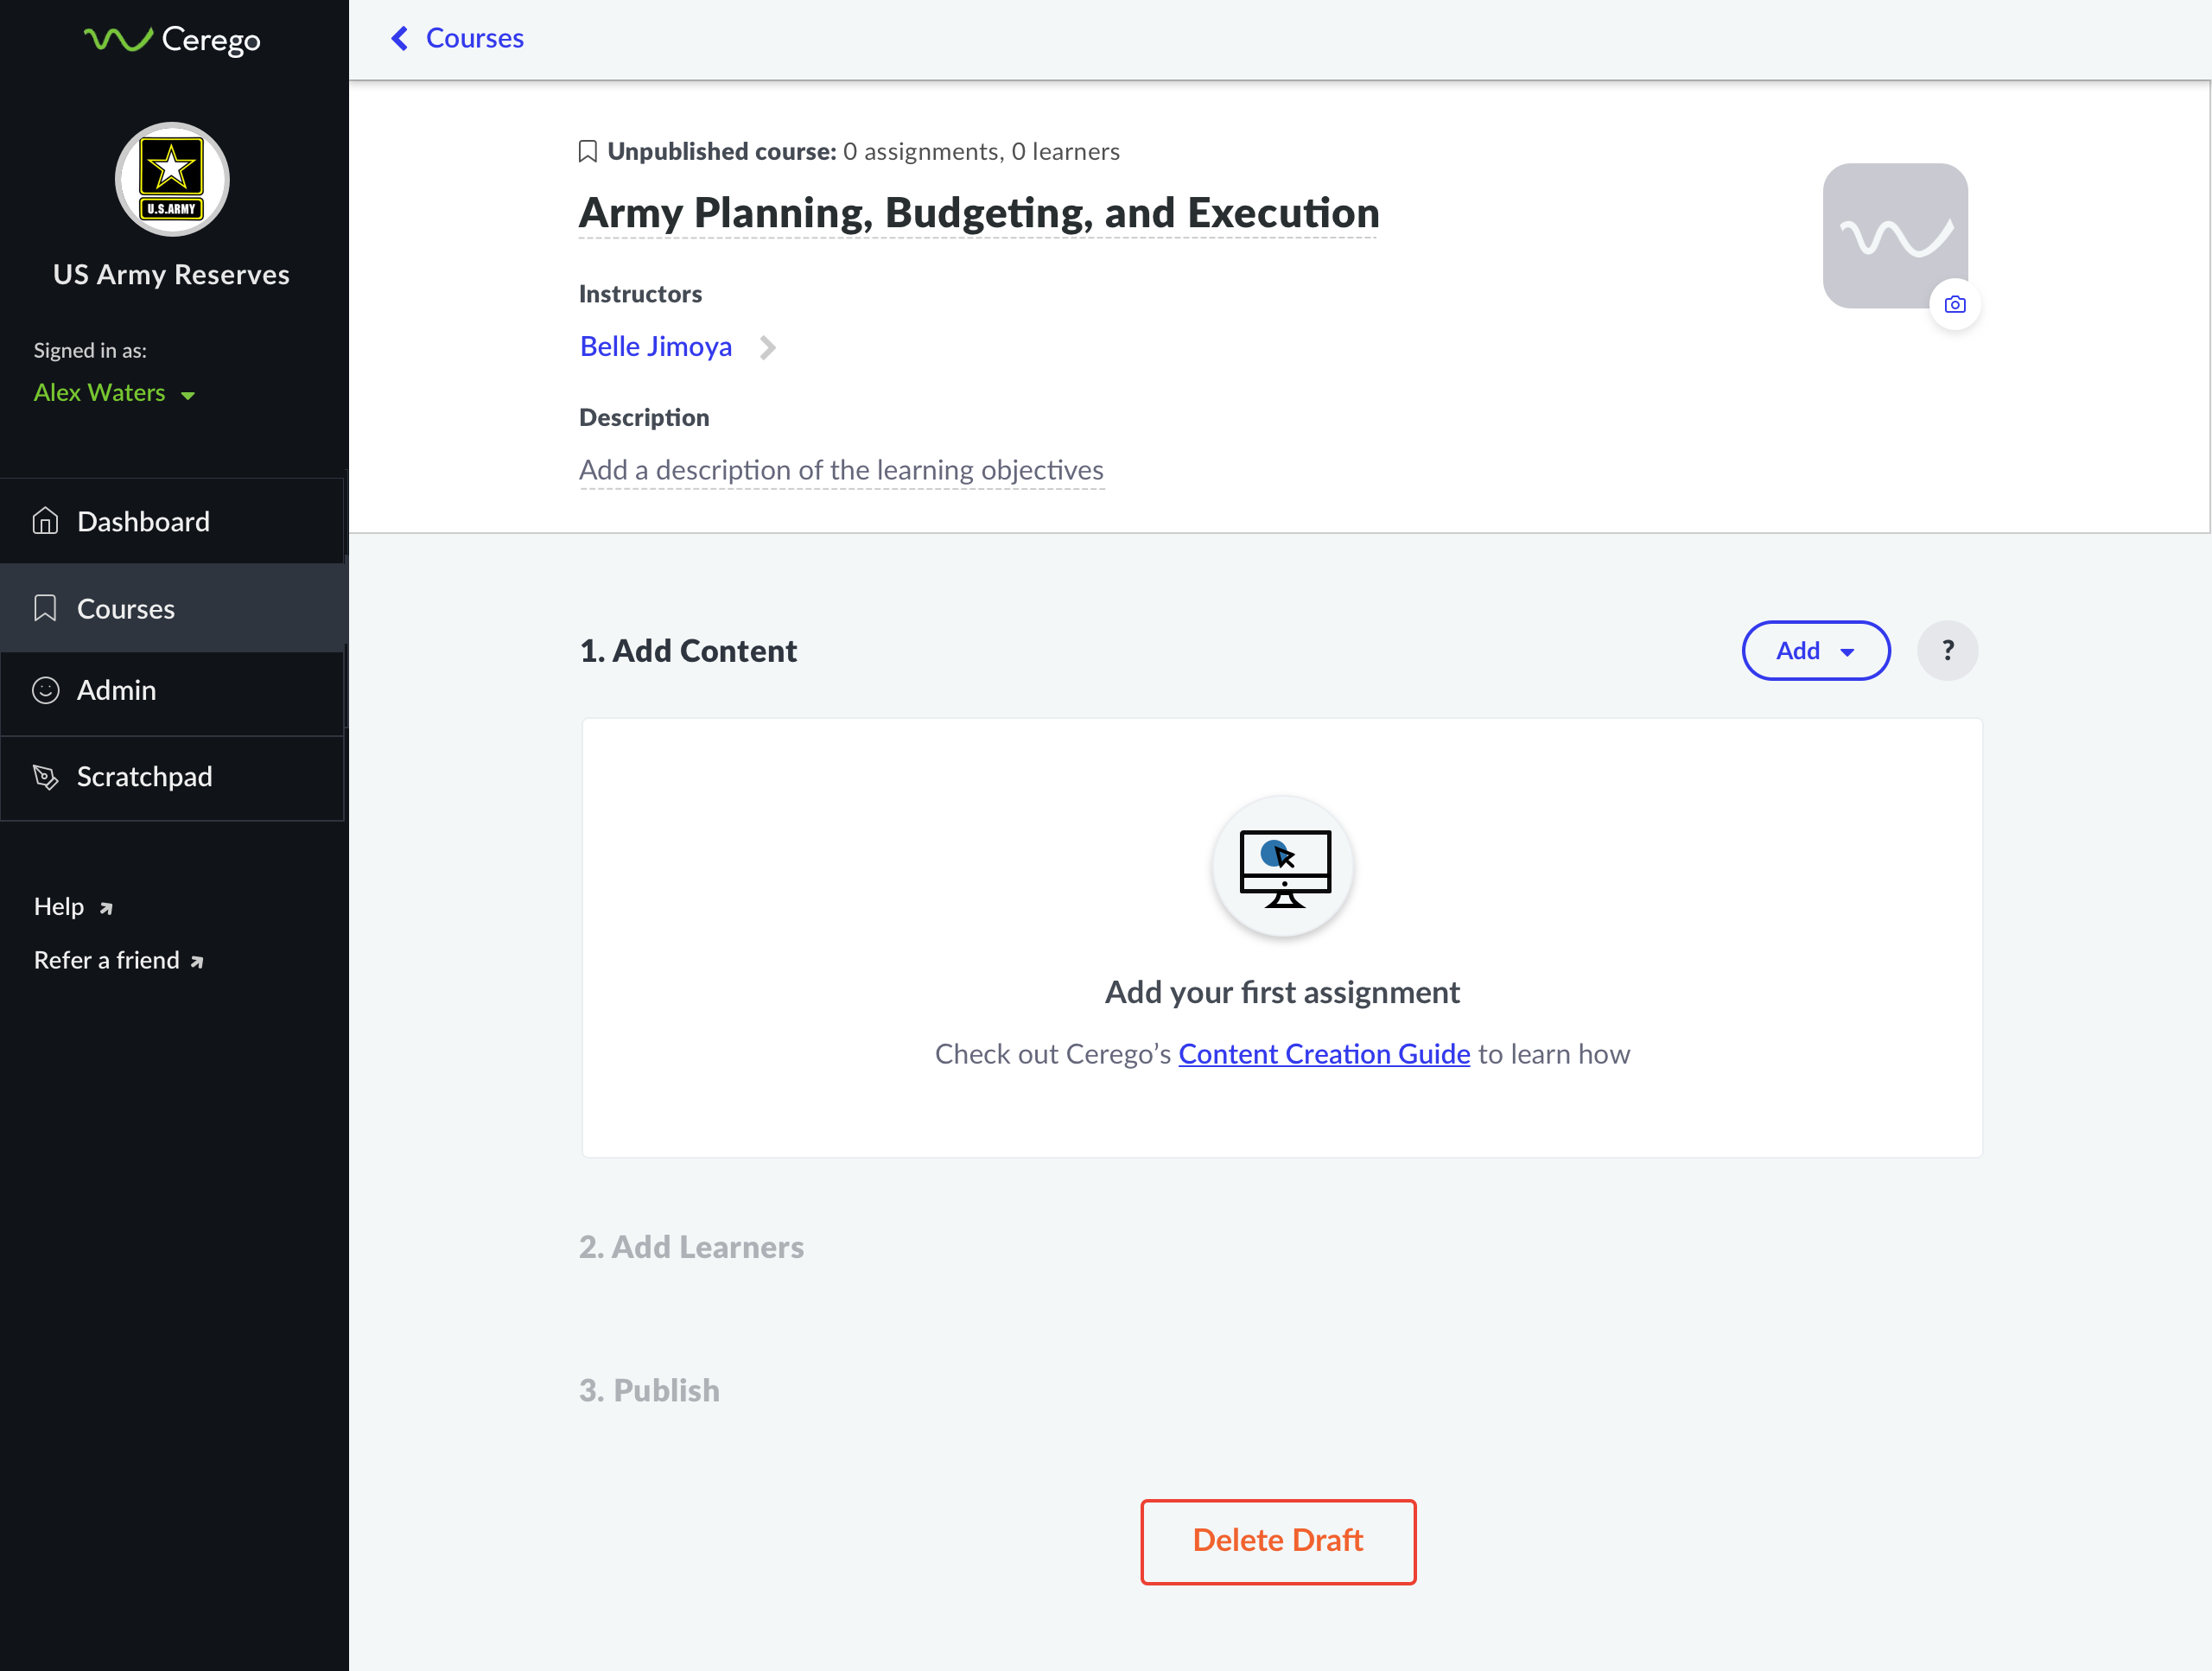 Cerego
U.S.ARMY
US Army Reserves
Signed in as:
Alex Waters
Dashboard
Courses
Admin
Scratchpad
Help
Refer a friend
Courses
Unpublished course: 0 assignments, 0 learners
Army Planning, Budgeting, and Execution
Instructors
Belle Jimoya
Description
Add a description of the learning objectives
1. Add Content
Add
?
Add your first assignment
Check out Cerego’s Content Creation Guide to learn how
2. Add Learners
3. Publish
Delete Draft